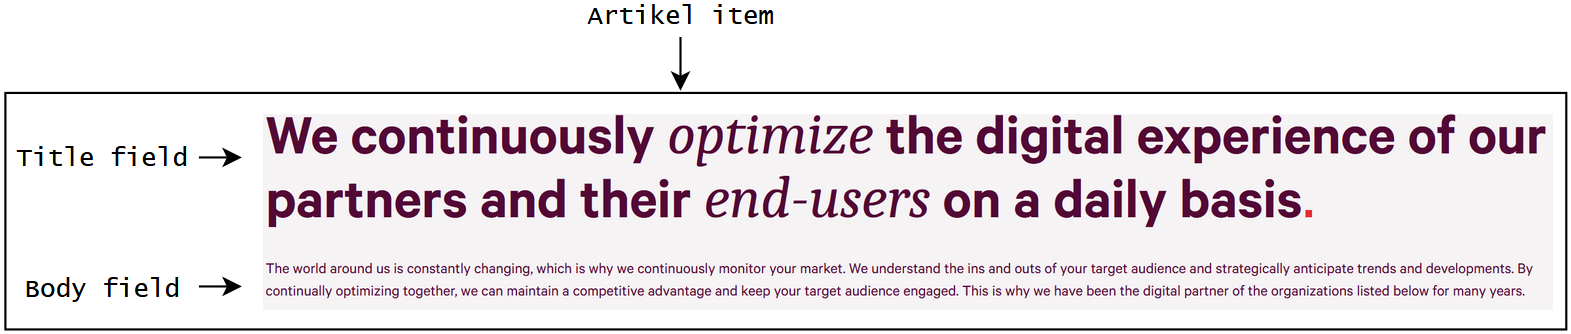 Artikel item
Title field
We continuously optimize the digital experience of our
partners and their end-users on a daily basis.
Body field
The world around us is constantly changing, which is why we continuously monitor your market. We understand the ins and outs of your target audience and strategically anticipate trends and developments. By
continually optimizing together, we can maintain a competitive advantage and keep your target audience engaged. This is why we have been the digital partner of the organizations listed below for many years.